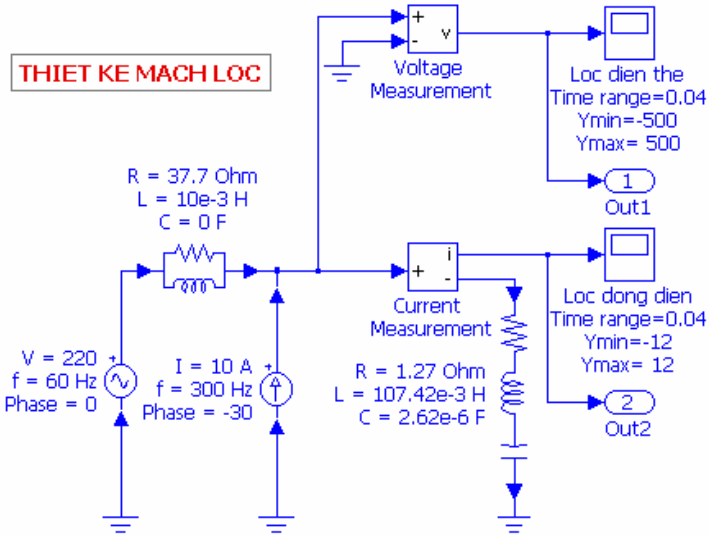 THIET KE MACH LOC
+
-
v
Voltage
Measurement
Loc dien the
Time range=0.04
Ymin=-500
Ymax= 500
1
Out1
R = 37.7 Ohm
L = 10e-3 H
C = 0 F
+
i
-
Current
Measurement
Loc dong dien
Time range=0.04
Ymin=-12
Ymax= 12
2
Out2
V = 220
f = 60 Hz
Phase = 0
+
I = 10 A
f = 300 Hz
Phase = -30
+
R = 1.27 Ohm
L = 107.42e-3 H
C = 2.62e-6 F